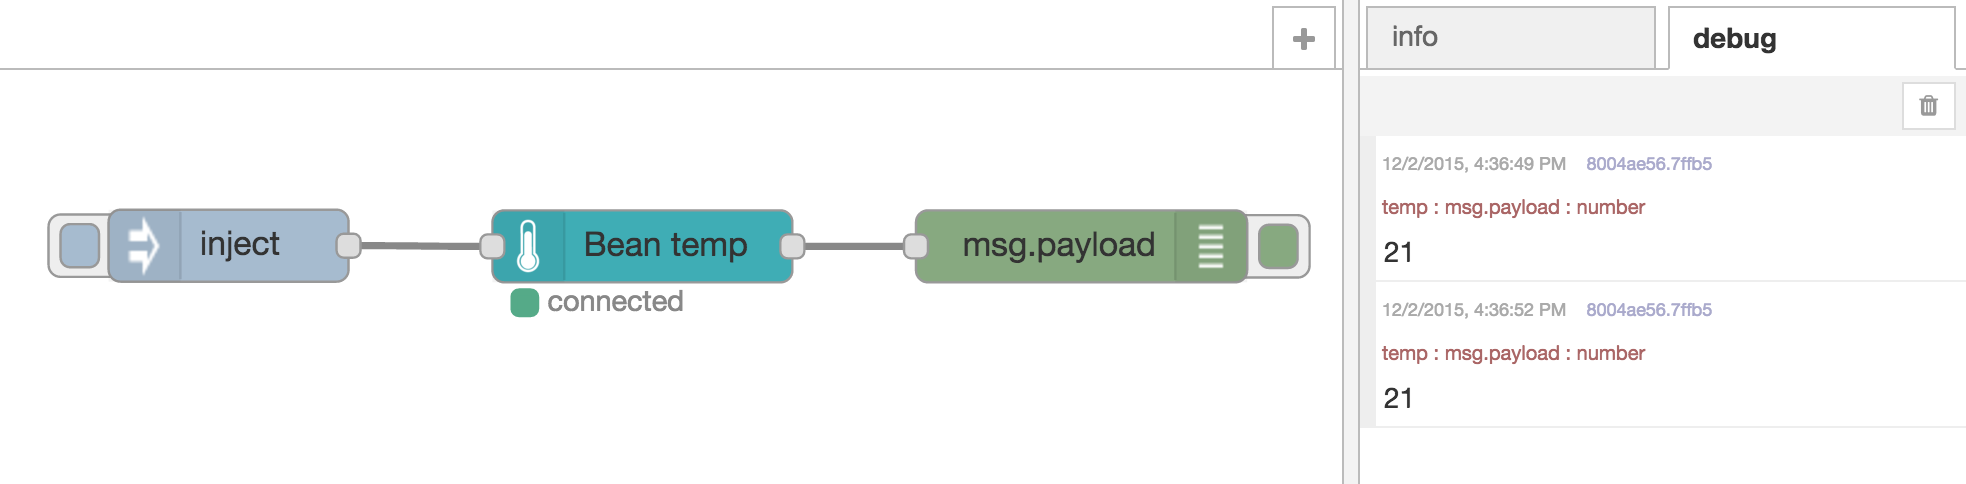 info
debug
inject
Bean temp
msg.payload
connected
12/2/2015, 4:36:49 PM 8004ae56.7ffb5
temp : msg.payload : number
21
12/2/2015, 4:36:52 PM 8004ae56.7ffb5
temp : msg.payload : number
21